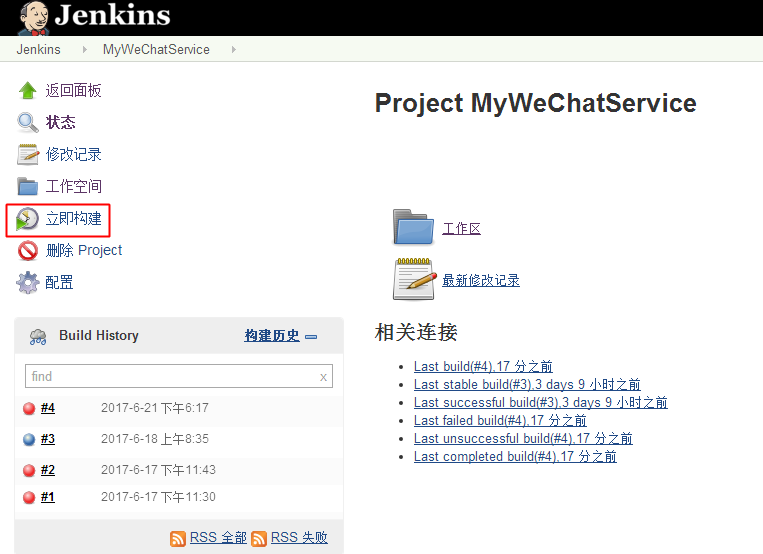 Jenkins
Jenkins MyWeChatService
返回面板
状态
修改记录
工作空间
立即构建
删除 Project
配置
Build History 构建历史
find x
#4 2017-6-21 下午6:17
#3 2017-6-18 上午8:35
#2 2017-6-17 下午11:43
#1 2017-6-17 下午11:30
RSS 全部 RSS 失败
Project MyWeChatService
工作区
最新修改记录
相关连接
Last build(#4),17 分之前
Last stable build(#3),3 days 9 小时之前
Last successful build(#3),3 days 9 小时之前
Last failed build(#4),17 分之前
Last unsuccessful build(#4),17 分之前
Last completed build(#4),17 分之前